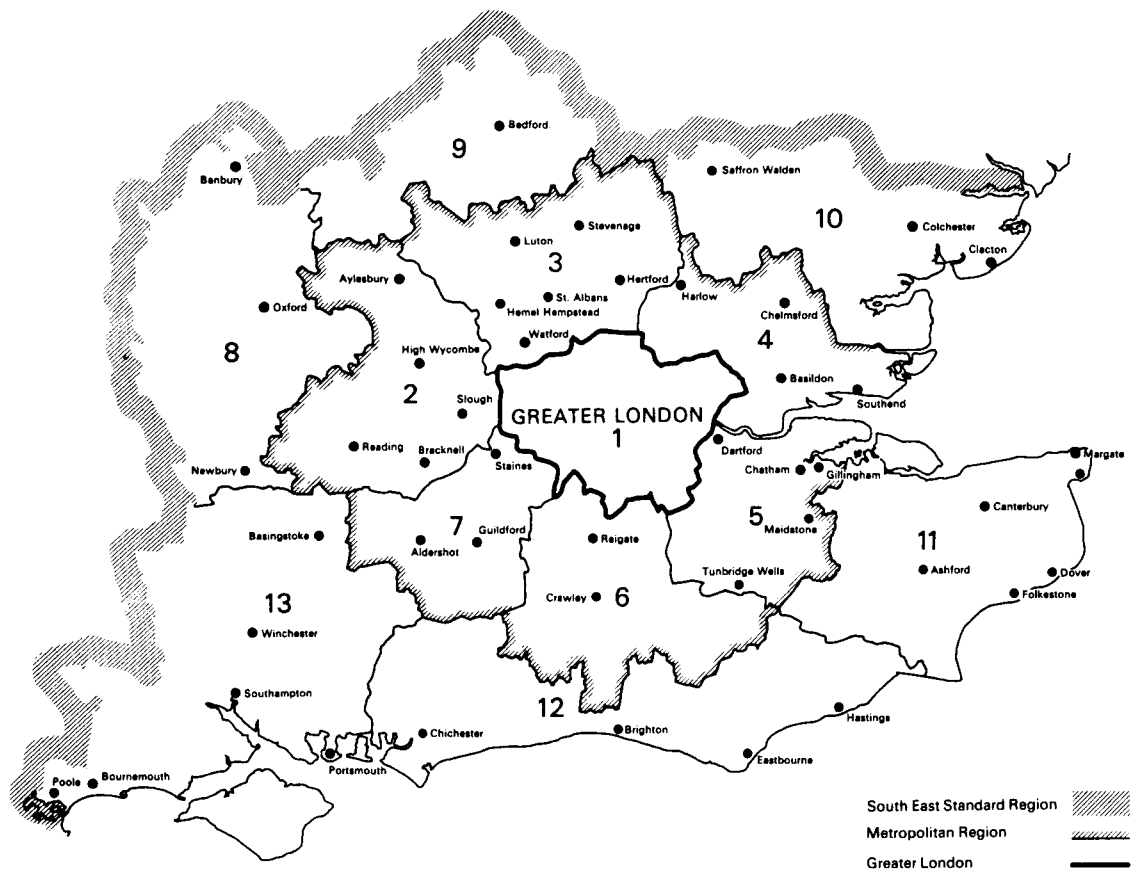 Bedford
9
Banbury
Saffron Walden
10
Stevenage
Colchester
Luton
Clacton
3
Aylesbury
Hertford
Harlow
St. Albans
Hemel Hempstead
Chelmsford
Oxford
Watford
4
8
High Wycombe
Basildon
2
Southend
Slough
GREATER LONDON
1
Reading
Bracknell
Staines
Dartford
Newbury
Chatham
Gillingham
Margate
Canterbury
5
Maidstone
7
Guildford
Basingstoke
Aldershot
Reigate
11
Ashford
Dover
Tunbridge Wells
Folkestone
13
Crawley
6
Winchester
Southampton
12
Hastings
Chichester
Brighton
Eastbourne
Portsmouth
Poole
Bournemouth
South East Standard Region
Metropolitan Region
Greater London